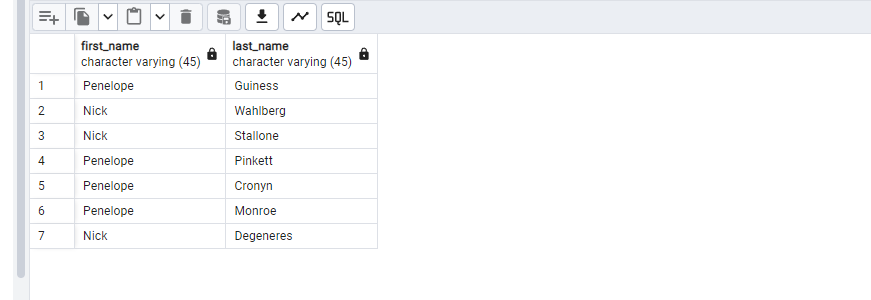 SQL
first_name last_name
character varying (45) character varying (45)
1 Penelope Guiness
2 Nick Wahlberg
3 Nick Stallone
4 Penelope Pinkett
5 Penelope Cronyn
6 Penelope Monroe
7 Nick Degeneres